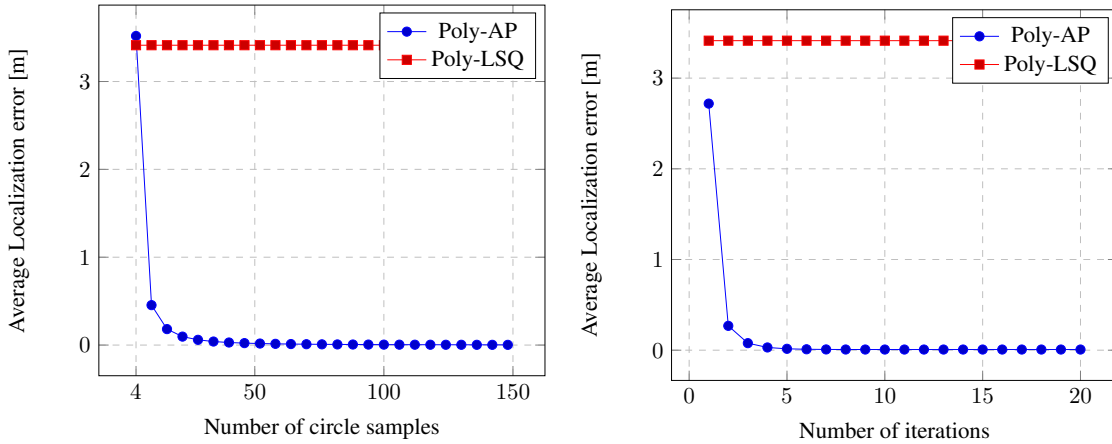 Average Localization error [m]
3
2
1
0
4
50
100
150
Number of circle samples
Poly-AP
Poly-LSQ
Average Localization error [m]
3
2
1
0
0
5
10
15
20
Number of iterations
Poly-AP
Poly-LSQ